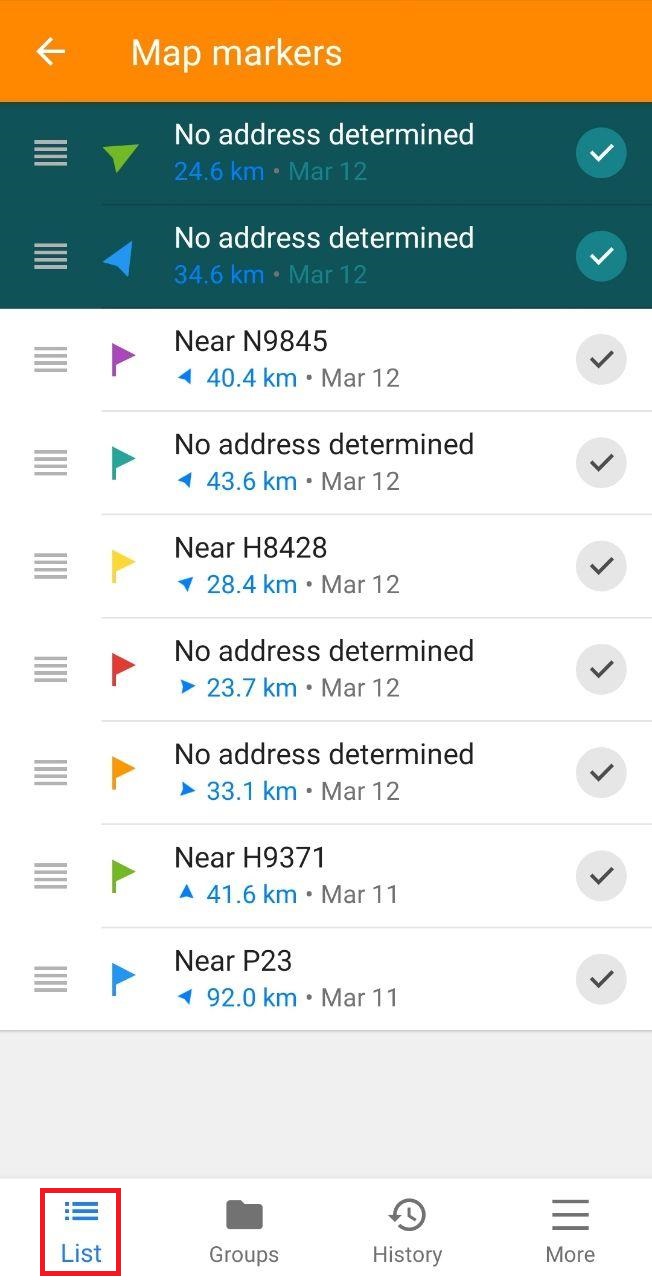 Map markers
No address determined
24.6 km • Mar 12
No address determined
34.6 km • Mar 12
Near N9845
40.4 km • Mar 12
No address determined
43.6 km • Mar 12
Near H8428
28.4 km • Mar 12
No address determined
23.7 km • Mar 12
No address determined
33.1 km • Mar 12
Near H9371
41.6 km • Mar 11
Near P23
92.0 km • Mar 11
List Groups History More